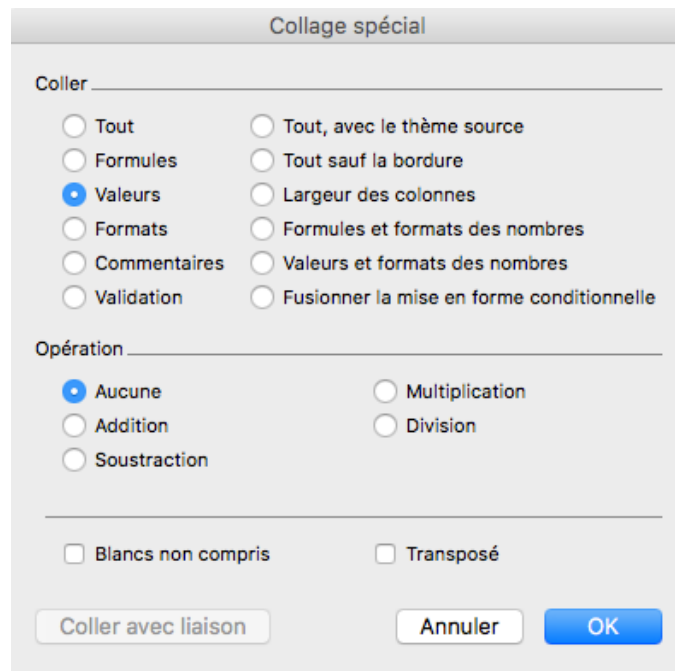 Collage spécial
Coller
Tout Tout, avec le thème source
Formules Tout sauf la bordure
Valeurs Largeur des colonnes
Formats Formules et formats des nombres
Commentaires Valeurs et formats des nombres
Validation Fusionner la mise en forme conditionnelle
Opération
Aucune Multiplication
Addition Division
Soustraction
Blancs non compris Transposé
Coller avec liaison Annuler OK